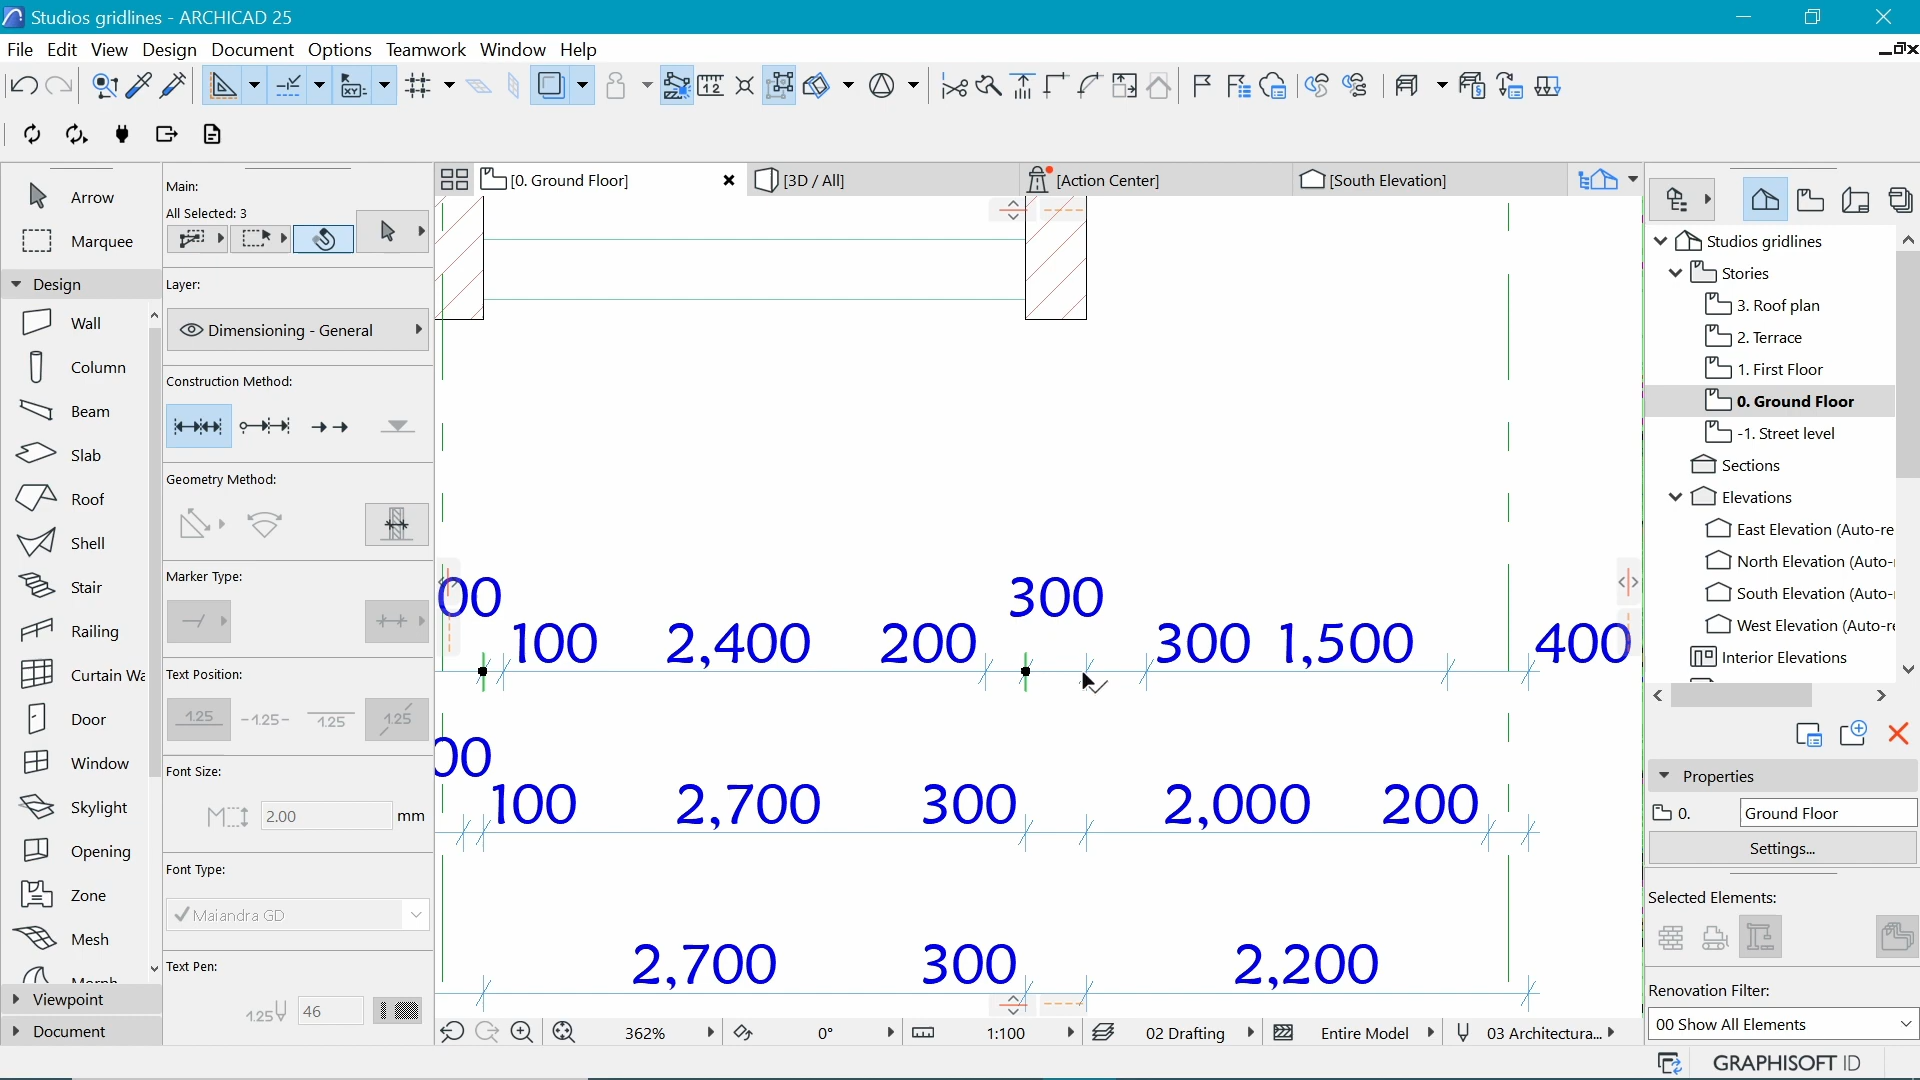 Studios gridlines - ARCHICAD 25
File Edit View Design Document Options Teamwork Window Help
[0. Ground Floor]
[3D / All]
[Action Center]
[South Elevation]
Arrow
Marquee
Design
Wall
Column
Beam
Slab
Roof
Shell
Stair
Railing
Curtain Wa
Door
Window
Skylight
Opening
Zone
Mesh
Morph
Viewpoint
Document
Main:
All Selected: 3
Layer:
Dimensioning - General
Construction Method:
Geometry Method:
Marker Type:
Text Position:
1.25 -1.25- 1.25 1.25
Font Size:
2.00 mm
Font Type:
Maiandra GD
Text Pen:
1.25 46
00 300
100 2,400 200 300 1,500 400
00
100 2,700 300 2,000 200
2,700 300 2,200
362% 0° 1:100 02 Drafting Entire Model 03 Architectura...
Studios gridlines
Stories
3. Roof plan
2. Terrace
1. First Floor
0. Ground Floor
-1. Street level
Sections
Elevations
East Elevation (Auto-re
North Elevation (Auto-
South Elevation (Auto-
West Elevation (Auto-re
Interior Elevations
Properties
0. Ground Floor
Settings...
Selected Elements:
Renovation Filter:
00 Show All Elements
GRAPHISOFT ID